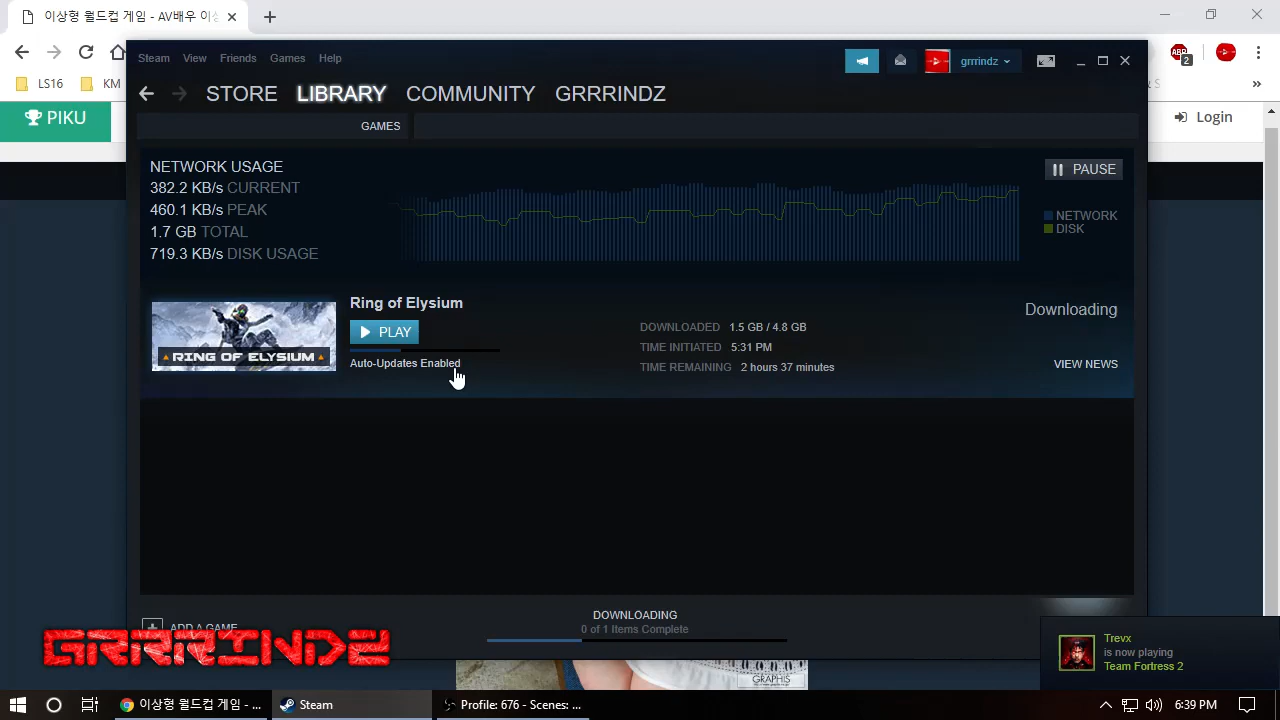 이상형 월드컵 게임 - AV배우 이상
LS16
KM
ABP
2
PIKU
Login
Steam View Friends Games Help
grrrindz
STORE LIBRARY COMMUNITY GRRRINDZ
GAMES
NETWORK USAGE
382.2 KB/s CURRENT
460.1 KB/s PEAK
1.7 GB TOTAL
719.3 KB/s DISK USAGE
PAUSE
NETWORK
DISK
RING OF ELYSIUM
Ring of Elysium
PLAY
Auto-Updates Enabled
DOWNLOADED 1.5 GB / 4.8 GB
TIME INITIATED 5:31 PM
TIME REMAINING 2 hours 37 minutes
Downloading
VIEW NEWS
ADD A GAME
DOWNLOADING
0 of 1 Items Complete
GRRRINDZ
Trevx
is now playing
Team Fortress 2
GRAPHIS
이상형 월드컵 게임 - ...
Steam
Profile: 676 - Scenes: ...
6:39 PM